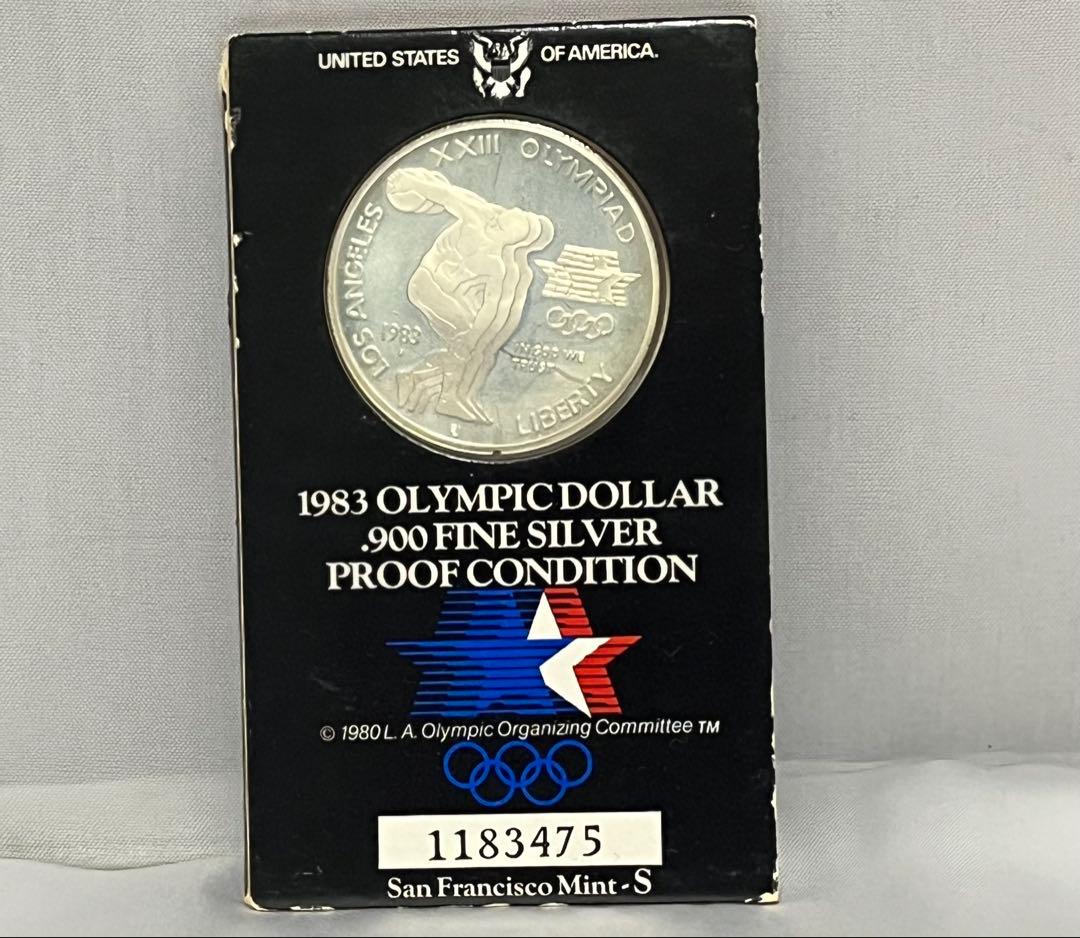 UNITED STATES OF AMERICA.
XXIII OLYMPIAD
LOS ANGELES
1983
IN GOD WE
TRUST
LIBERTY
1983 OLYMPIC DOLLAR
.900 FINE SILVER
PROOF CONDITION
© 1980 L. A. Olympic Organizing Committee TM
1183475
San Francisco Mint - S